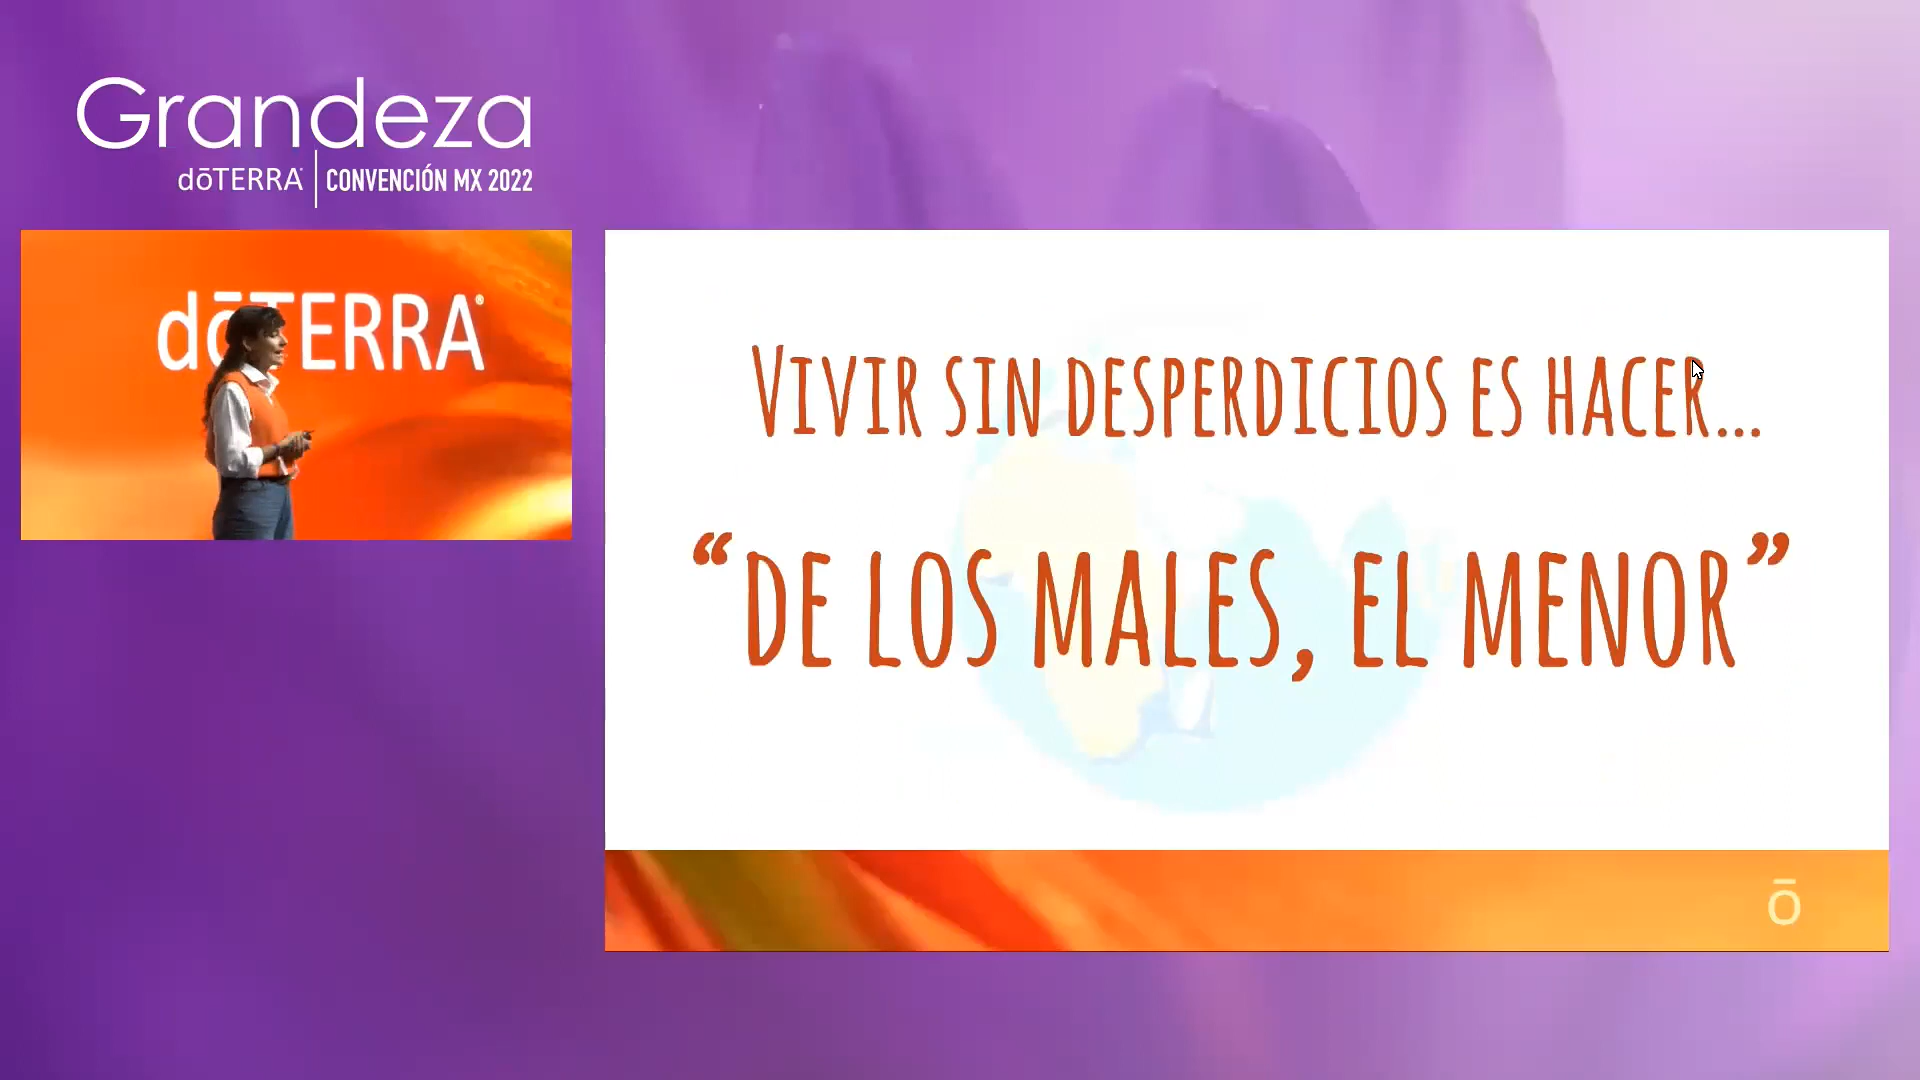 Grandeza
dōTERRA® CONVENCIÓN MX 2022
dōTERRA®
VIVIR SIN DESPERDICIOS ES HACER...
“DE LOS MALES, EL MENOR”
ō